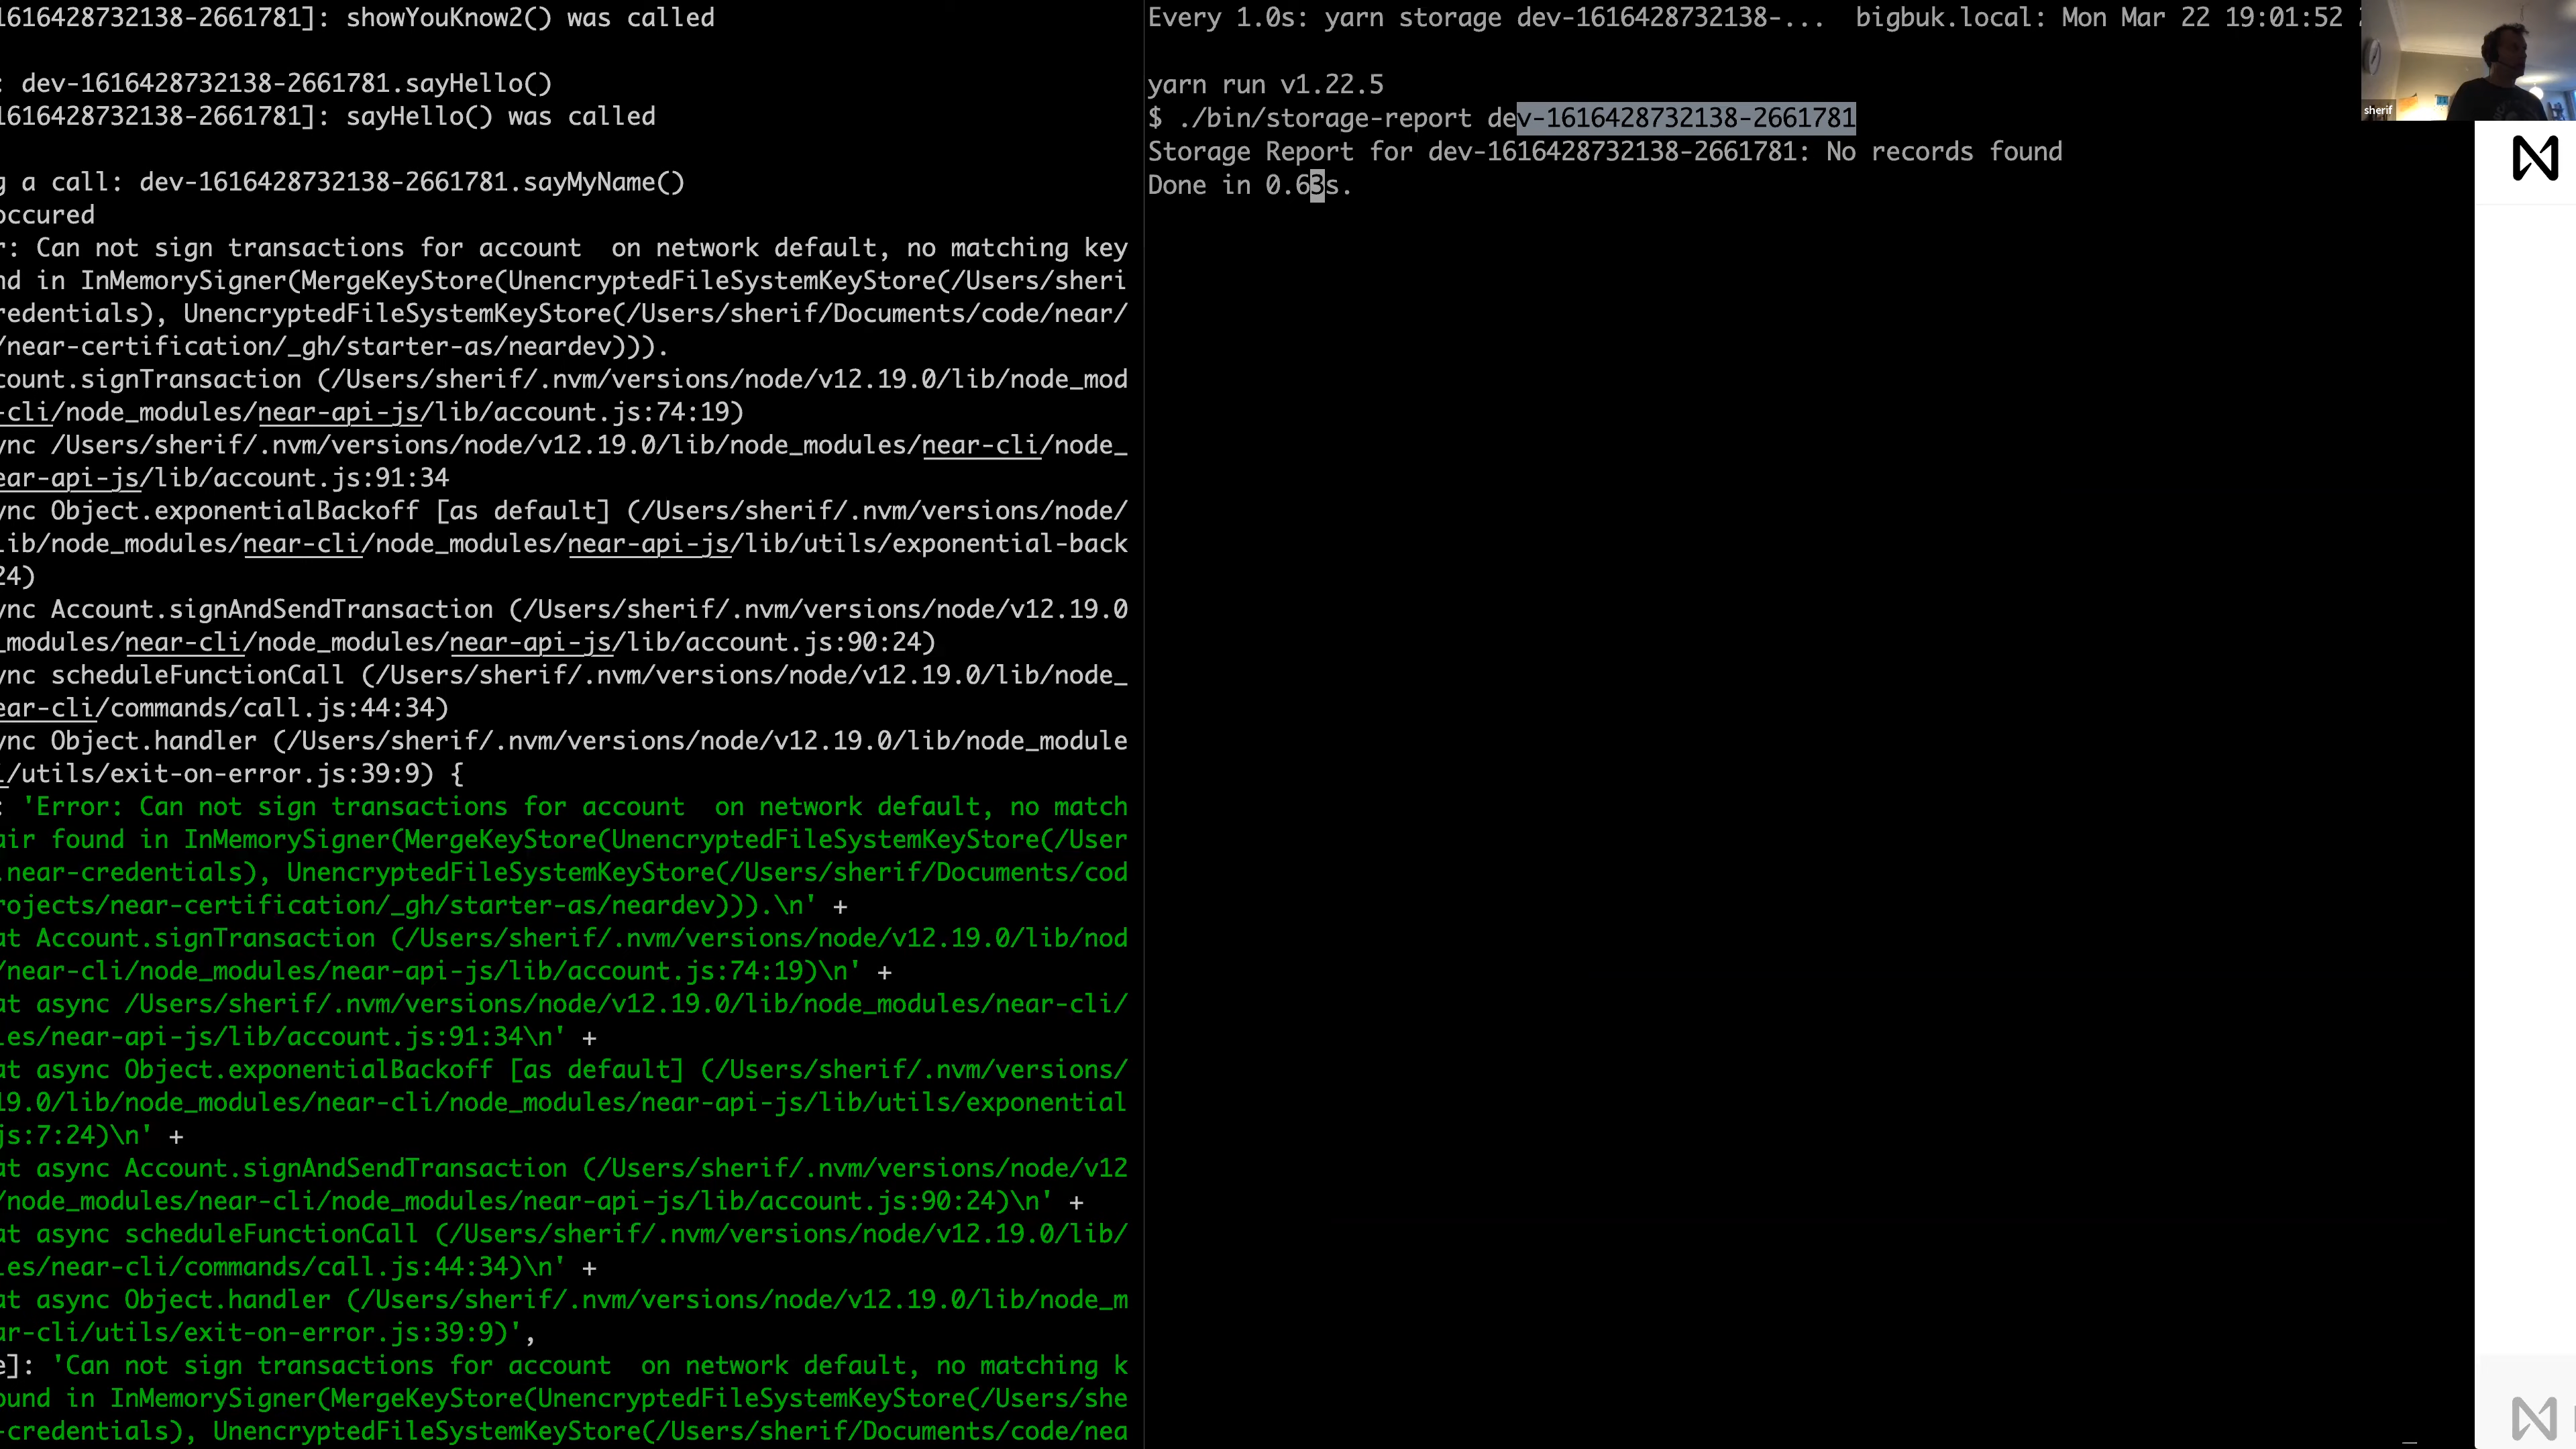 1616428732138-2661781]: showYouKnow2() was called
: dev-1616428732138-2661781.sayHello()
1616428732138-2661781]: sayHello() was called
g a call: dev-1616428732138-2661781.sayMyName()
occured
r: Can not sign transactions for account  on network default, no matching key
nd in InMemorySigner(MergeKeyStore(UnencryptedFileSystemKeyStore(/Users/sheri
redentials), UnencryptedFileSystemKeyStore(/Users/sherif/Documents/code/near/
/near-certification/_gh/starter-as/neardev))).
count.signTransaction (/Users/sherif/.nvm/versions/node/v12.19.0/lib/node_mod
-cli/node_modules/near-api-js/lib/account.js:74:19)
ync /Users/sherif/.nvm/versions/node/v12.19.0/lib/node_modules/near-cli/node_
ear-api-js/lib/account.js:91:34
ync Object.exponentialBackoff [as default] (/Users/sherif/.nvm/versions/node/
lib/node_modules/near-cli/node_modules/near-api-js/lib/utils/exponential-back
24)
ync Account.signAndSendTransaction (/Users/sherif/.nvm/versions/node/v12.19.0
_modules/near-cli/node_modules/near-api-js/lib/account.js:90:24)
ync scheduleFunctionCall (/Users/sherif/.nvm/versions/node/v12.19.0/lib/node_
ear-cli/commands/call.js:44:34)
ync Object.handler (/Users/sherif/.nvm/versions/node/v12.19.0/lib/node_module
/utils/exit-on-error.js:39:9) {
: 'Error: Can not sign transactions for account  on network default, no match
air found in InMemorySigner(MergeKeyStore(UnencryptedFileSystemKeyStore(/User
.near-credentials), UnencryptedFileSystemKeyStore(/Users/sherif/Documents/cod
rojects/near-certification/_gh/starter-as/neardev))).\n' +
at Account.signTransaction (/Users/sherif/.nvm/versions/node/v12.19.0/lib/nod
/near-cli/node_modules/near-api-js/lib/account.js:74:19)\n' +
at async /Users/sherif/.nvm/versions/node/v12.19.0/lib/node_modules/near-cli/
les/near-api-js/lib/account.js:91:34\n' +
at async Object.exponentialBackoff [as default] (/Users/sherif/.nvm/versions/
19.0/lib/node_modules/near-cli/node_modules/near-api-js/lib/utils/exponential
js:7:24)\n' +
at async Account.signAndSendTransaction (/Users/sherif/.nvm/versions/node/v12
/node_modules/near-cli/node_modules/near-api-js/lib/account.js:90:24)\n' +
at async scheduleFunctionCall (/Users/sherif/.nvm/versions/node/v12.19.0/lib/
les/near-cli/commands/call.js:44:34)\n' +
at async Object.handler (/Users/sherif/.nvm/versions/node/v12.19.0/lib/node_m
ar-cli/utils/exit-on-error.js:39:9)',
e]: 'Can not sign transactions for account  on network default, no matching k
ound in InMemorySigner(MergeKeyStore(UnencryptedFileSystemKeyStore(/Users/she
-credentials), UnencryptedFileSystemKeyStore(/Users/sherif/Documents/code/nea
Every 1.0s: yarn storage dev-1616428732138-...  bigbuk.local: Mon Mar 22 19:01:52
yarn run v1.22.5
$ ./bin/storage-report dev-1616428732138-2661781
Storage Report for dev-1616428732138-2661781: No records found
Done in 0.63s.
sherif